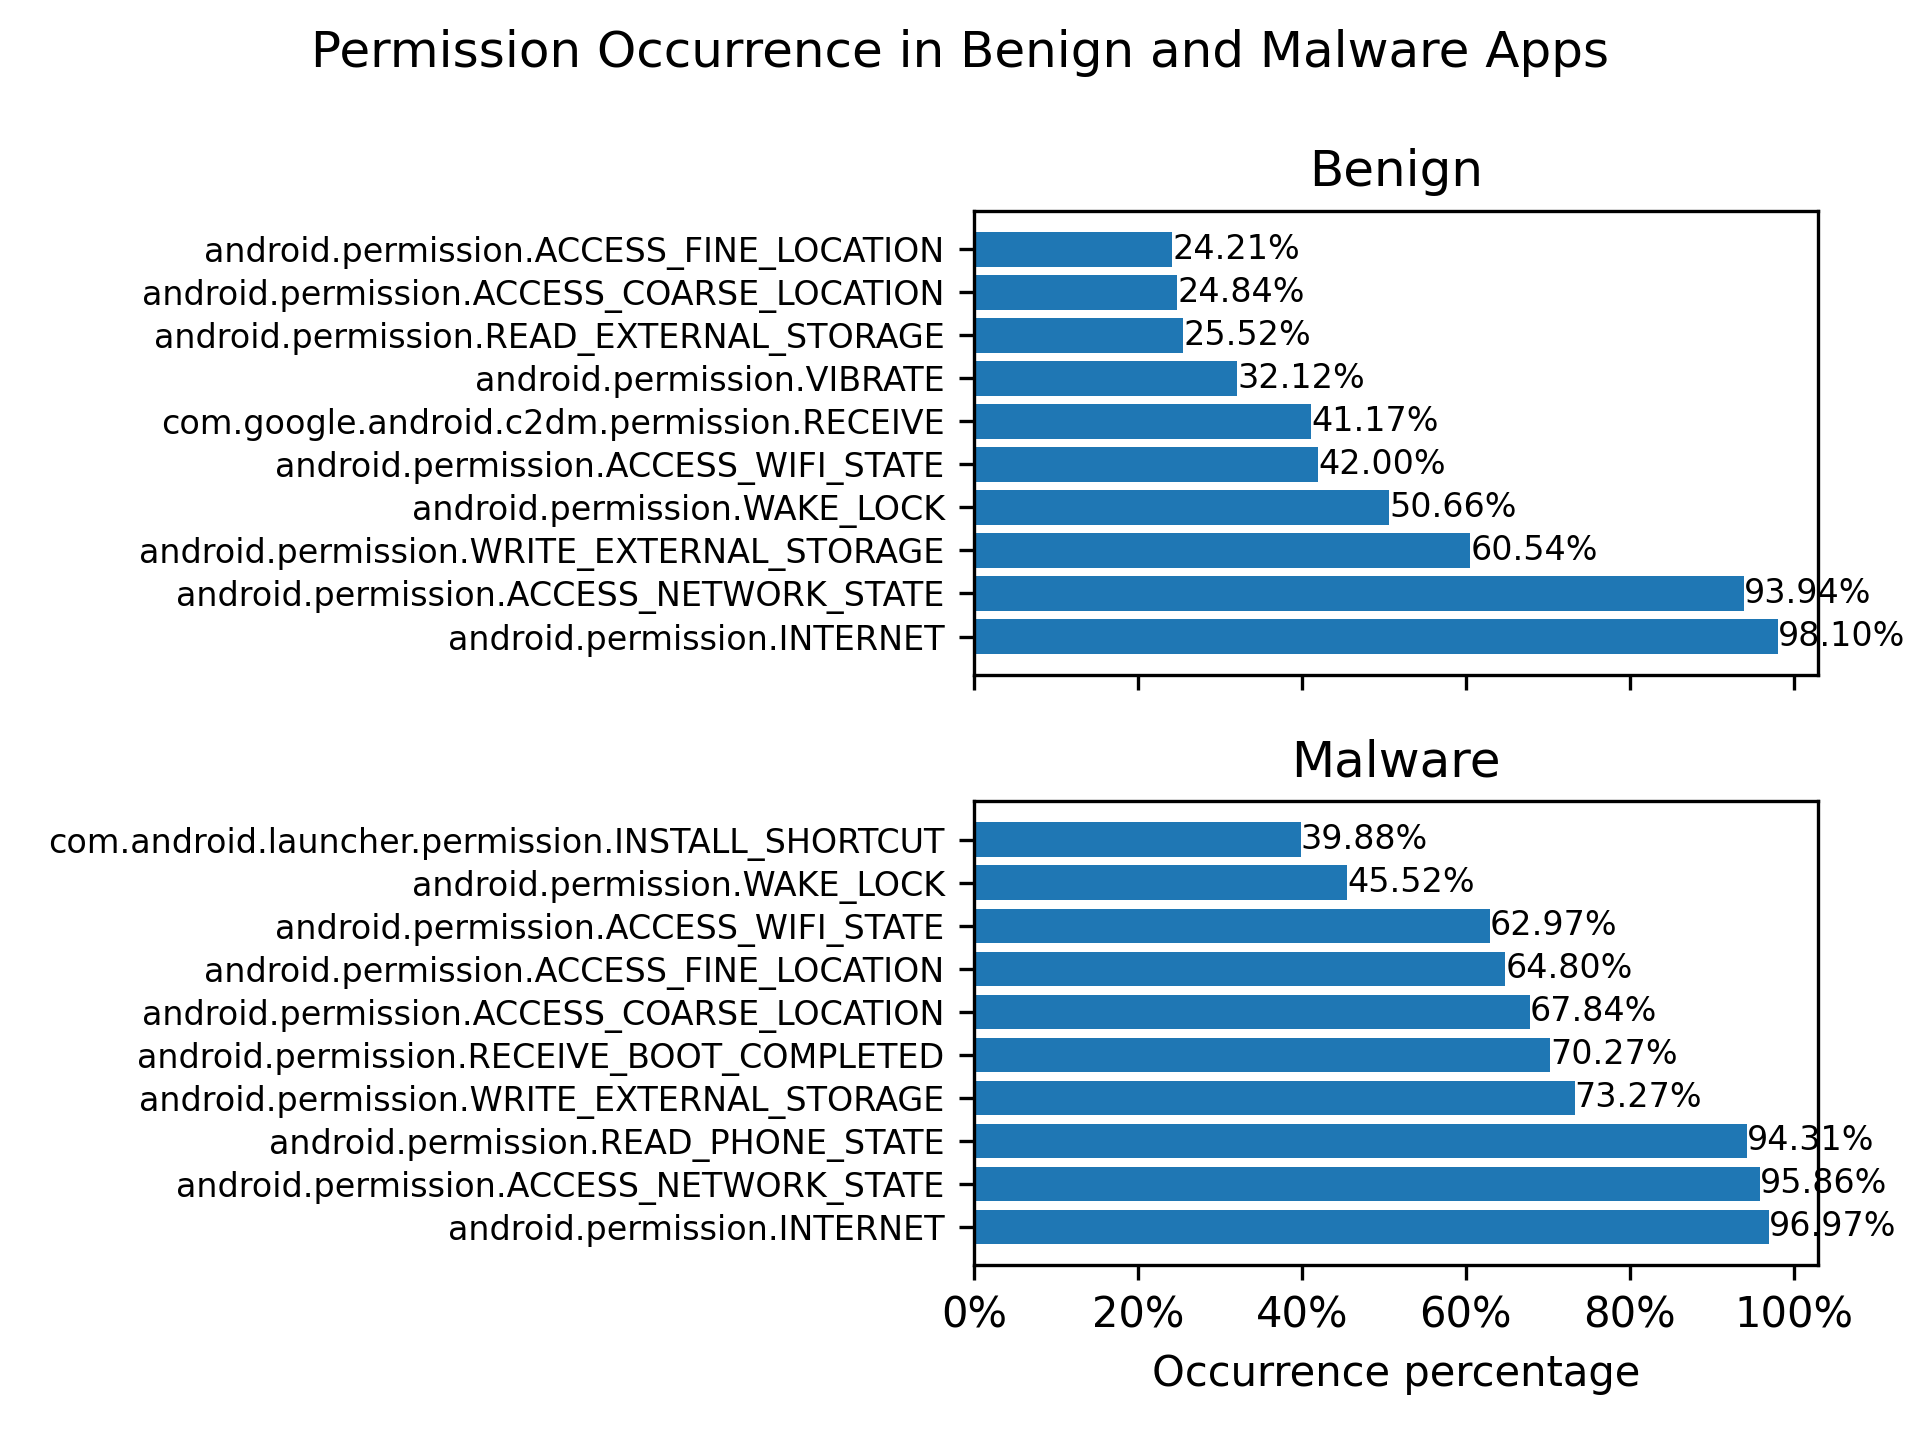 Permission Occurrence in Benign and Malware Apps
Benign
android.permission.ACCESS_FINE_LOCATION 24.21%
android.permission.ACCESS_COARSE_LOCATION 24.84%
android.permission.READ_EXTERNAL_STORAGE 25.52%
android.permission.VIBRATE 32.12%
com.google.android.c2dm.permission.RECEIVE 41.17%
android.permission.ACCESS_WIFI_STATE 42.00%
android.permission.WAKE_LOCK 50.66%
android.permission.WRITE_EXTERNAL_STORAGE 60.54%
android.permission.ACCESS_NETWORK_STATE 93.94%
android.permission.INTERNET 98.10%
Malware
com.android.launcher.permission.INSTALL_SHORTCUT 39.88%
android.permission.WAKE_LOCK 45.52%
android.permission.ACCESS_WIFI_STATE 62.97%
android.permission.ACCESS_FINE_LOCATION 64.80%
android.permission.ACCESS_COARSE_LOCATION 67.84%
android.permission.RECEIVE_BOOT_COMPLETED 70.27%
android.permission.WRITE_EXTERNAL_STORAGE 73.27%
android.permission.READ_PHONE_STATE 94.31%
android.permission.ACCESS_NETWORK_STATE 95.86%
android.permission.INTERNET 96.97%
0% 20% 40% 60% 80% 100%
Occurrence percentage